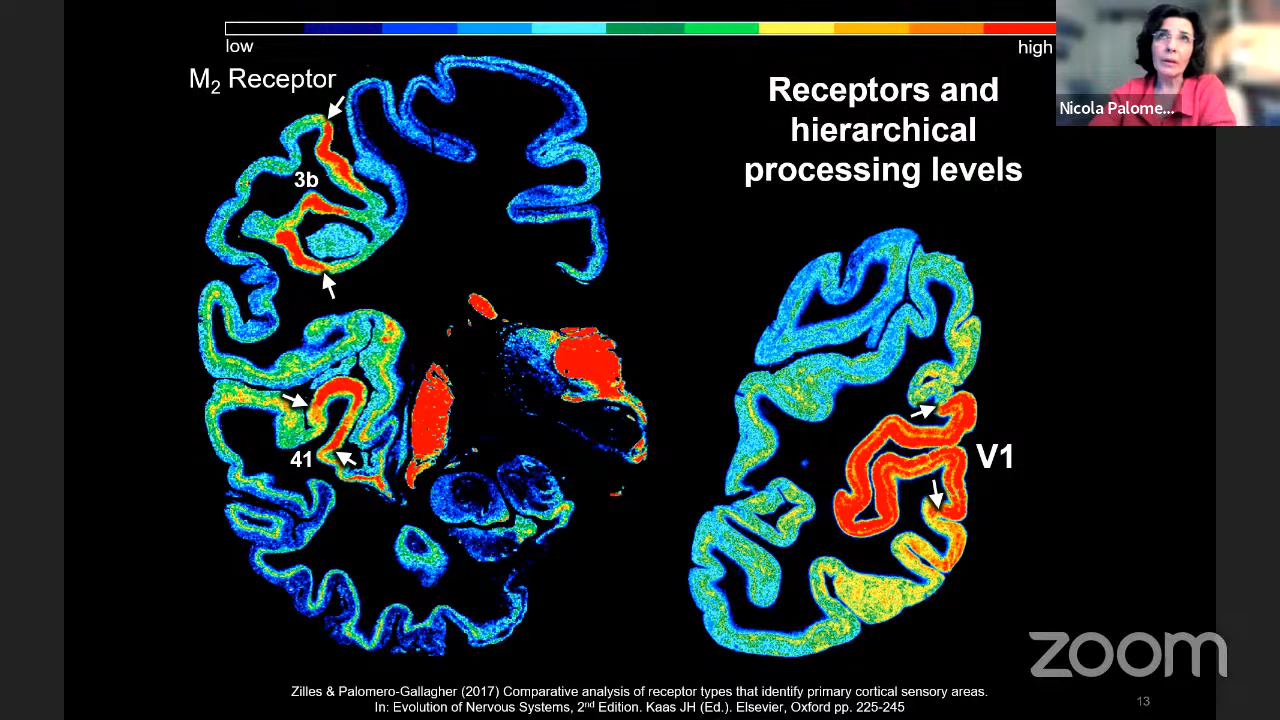 low
high
M2 Receptor
Receptors and
hierarchical
processing levels
Nicola Palome...
3b
41
V1
zoom
Zilles & Palomero-Gallagher (2017) Comparative analysis of receptor types that identify primary cortical sensory areas.
In: Evolution of Nervous Systems, 2nd Edition. Kaas JH (Ed.). Elsevier, Oxford pp. 225-245
13